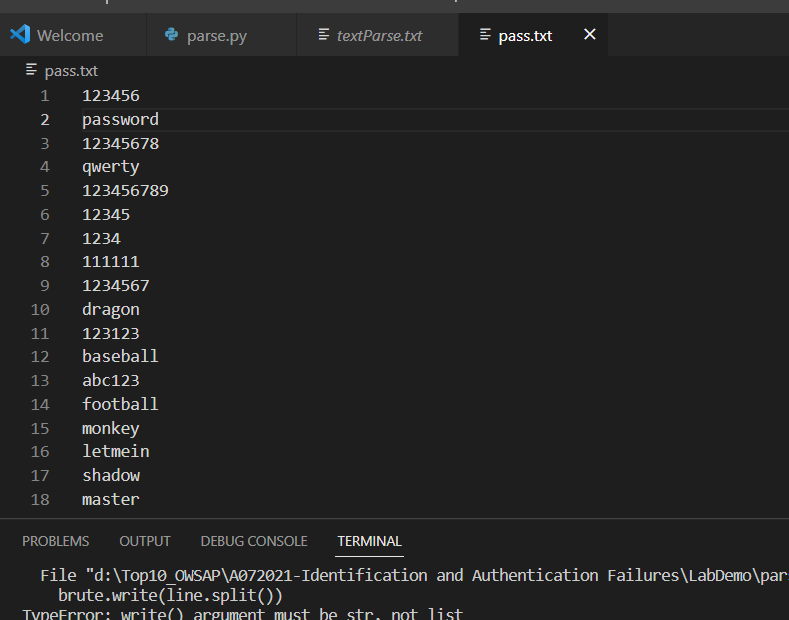 Welcome parse.py textParse.txt pass.txt
pass.txt
1 123456
2 password
3 12345678
4 qwerty
5 123456789
6 12345
7 1234
8 111111
9 1234567
10 dragon
11 123123
12 baseball
13 abc123
14 football
15 monkey
16 letmein
17 shadow
18 master
PROBLEMS OUTPUT DEBUG CONSOLE TERMINAL
File "d:\Top10_OWSAP\A072021-Identification and Authentication Failures\LabDemo\par
brute.write(line.split())
TypeError: write() argument must be str, not list